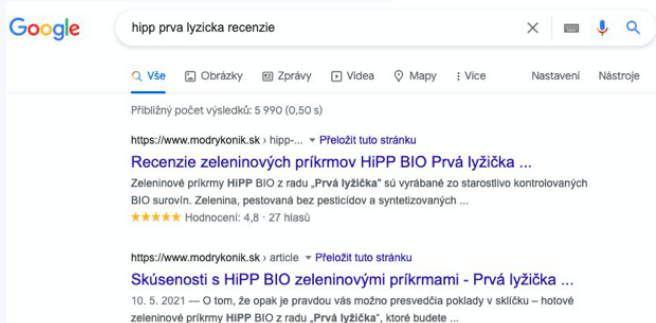 Google
hipp prva lyzicka recenzie
Vše Obrázky Zprávy Videa Mapy Více Nastavení Nástroje
Přibližný počet výsledků: 5 990 (0,50 s)
https://www.modrykonik.sk › hipp-... Přeložit tuto stránku
Recenzie zeleninových príkrmov HiPP BIO Prvá lyžička ...
Zeleninové príkrmy HiPP BIO z radu „Prvá lyžička" sú vyrábané zo starostlivo kontrolovaných
BIO surovín. Zelenina, pestovaná bez pesticídov a syntetizovaných ...
★★★★★ Hodnocení: 4,8 · 27 hlasů
https://www.modrykonik.sk › article Přeložit tuto stránku
Skúsenosti s HiPP BIO zeleninovými príkrmami - Prvá lyžička ...
10. 5. 2021 — O tom, že opak je pravdou vás možno presvedčia poklady v sklíčku – hotové
zeleninové príkrmy HiPP BIO z radu „Prvá lyžička", ktoré budete ...